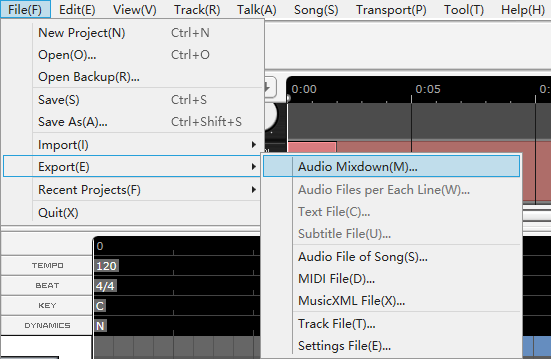 File(F) Edit(E) View(V) Track(R) Talk(A) Song(S) Transport(P) Tool(T) Help(H)
New Project(N) Ctrl+N
Open(O)... Ctrl+O
Open Backup(R)...
Save(S) Ctrl+S
Save As(A)... Ctrl+Shift+S
Import(I)
Export(E)
Recent Projects(F)
Quit(X)
0:00 0:05 0:
Audio Mixdown(M)...
Audio Files per Each Line(W)...
Text File(C)...
Subtitle File(U)...
Audio File of Song(S)...
MIDI File(D)...
MusicXML File(X)...
Track File(T)...
Settings File(E)...
0
TEMPO 120
BEAT 4/4
KEY C
DYNAMICS N